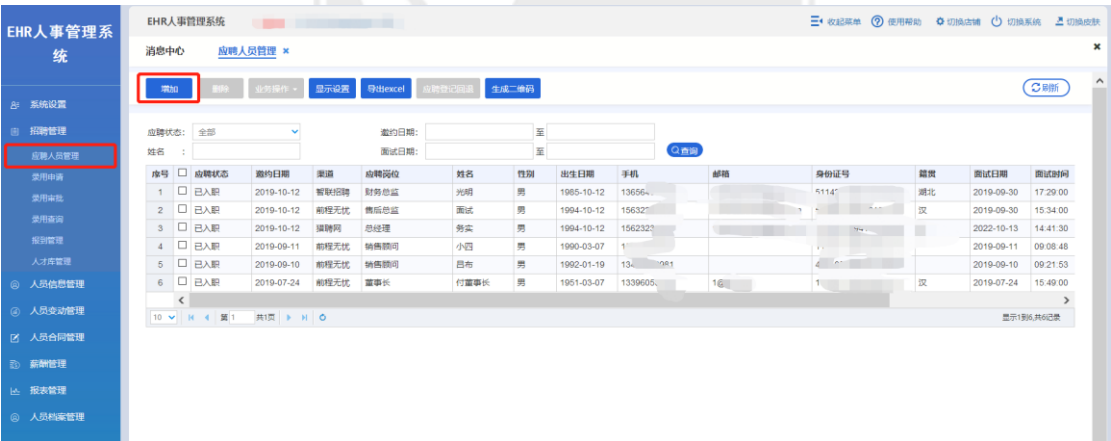 EHR人事管理系统
EHR人事管理系统
收起菜单 使用帮助 切换店铺 切换系统 切换皮肤
消息中心 应聘人员管理 ×
增加 删除 业务操作 显示设置 导出excel 应聘登记回退 生成二维码 刷新
系统设置
招聘管理
应聘人员管理
录用申请
录用审批
录用查询
报到管理
人才库管理
人员信息管理
人员变动管理
人员合同管理
薪酬管理
报表管理
人员档案管理
应聘状态: 全部 邀约日期: 至
姓名 : 面试日期: 至 查询
序号 应聘状态 邀约日期 渠道 应聘岗位 姓名 性别 出生日期 手机 邮箱 身份证号 籍贯 面试日期 面试时间
1 已入职 2019-10-12 智联招聘 财务总监 光明 男 1985-10-12 湖北 2019-09-30 17:29:00
2 已入职 2019-10-12 前程无忧 售后总监 面试 男 1994-10-12 汉 2019-09-30 15:34:00
3 已入职 2019-10-12 猎聘网 总经理 务实 男 1994-10-12 2022-10-13 14:41:30
4 已入职 2019-09-11 前程无忧 销售顾问 小四 男 1990-03-07 2019-09-11 09:08:48
5 已入职 2019-09-10 前程无忧 销售顾问 吕布 男 1992-01-19 2019-09-10 09:21:53
6 已入职 2019-07-24 前程无忧 董事长 付董事长 男 1951-03-07 汉 2019-07-24 15:49:00
10 第 1 共1页 显示1到6,共6记录